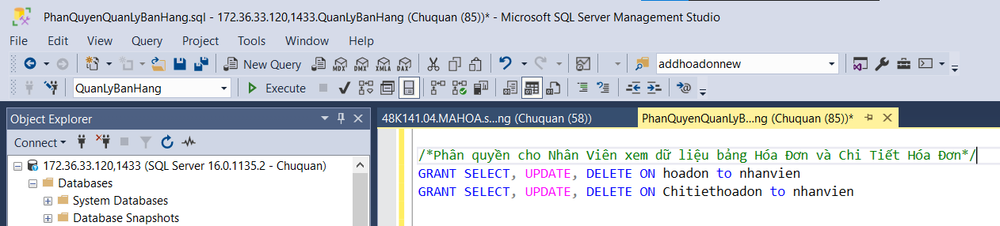 PhanQuyenQuanLyBanHang.sql - 172.36.33.120,1433.QuanLyBanHang (Chuquan (85))* - Microsoft SQL Server Management Studio
File Edit View Query Project Tools Window Help
New Query MDX DMX XMLA DAX addhoadonnew
QuanLyBanHang Execute
Object Explorer
48K141.04.MAHOA.s...ng (Chuquan (58)) PhanQuyenQuanLyB...ng (Chuquan (85))*
Connect
172.36.33.120,1433 (SQL Server 16.0.1135.2 - Chuquan)
Databases
System Databases
Database Snapshots
/*Phân quyền cho Nhân Viên xem dữ liệu bảng Hóa Đơn và Chi Tiết Hóa Đơn*/
GRANT SELECT, UPDATE, DELETE ON hoadon to nhanvien
GRANT SELECT, UPDATE, DELETE ON Chitiethoadon to nhanvien